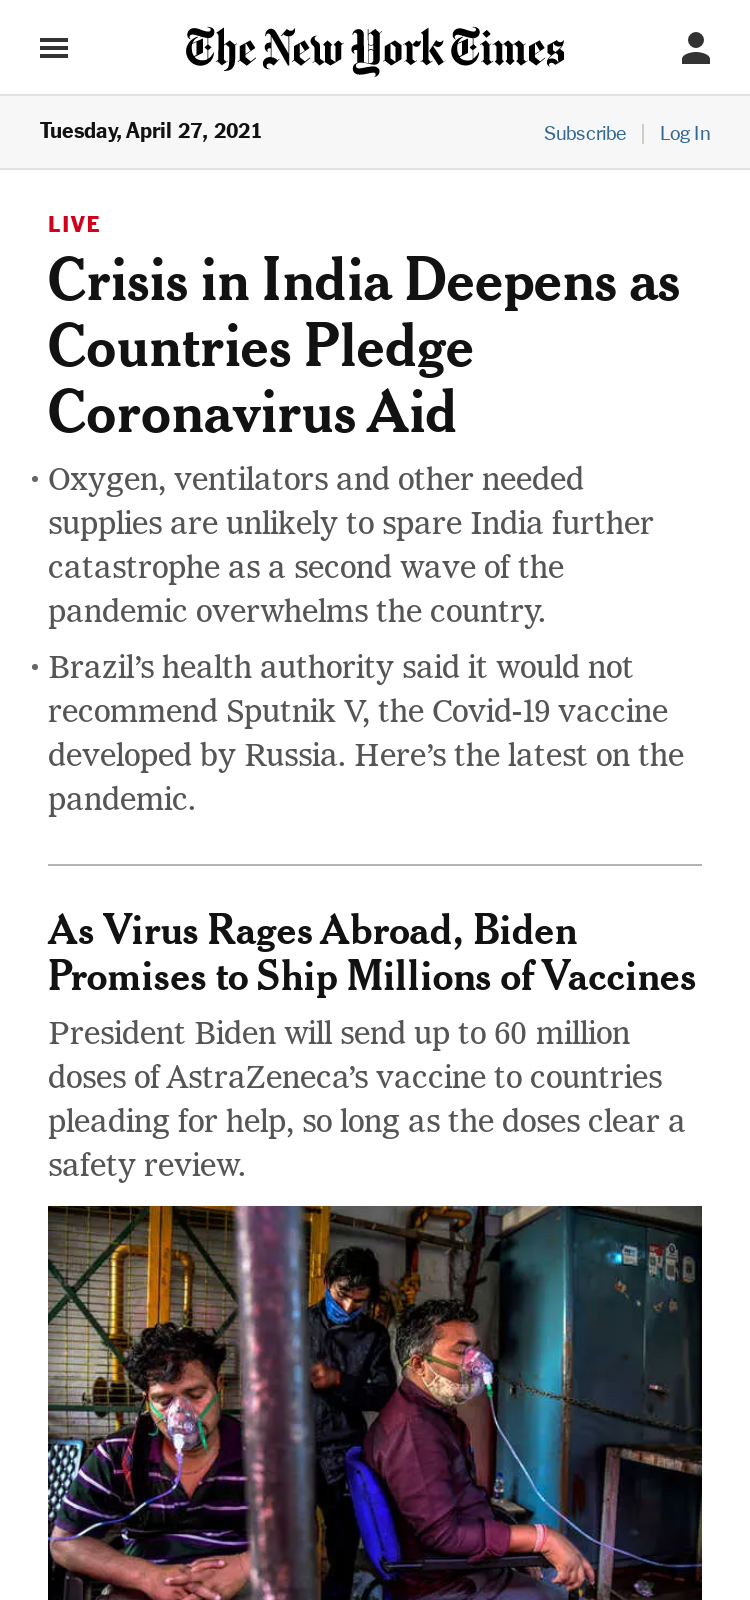 The New York Times
Tuesday, April 27, 2021
Subscribe | Log In
LIVE
Crisis in India Deepens as
Countries Pledge
Coronavirus Aid
• Oxygen, ventilators and other needed
supplies are unlikely to spare India further
catastrophe as a second wave of the
pandemic overwhelms the country.
• Brazil’s health authority said it would not
recommend Sputnik V, the Covid-19 vaccine
developed by Russia. Here’s the latest on the
pandemic.
As Virus Rages Abroad, Biden
Promises to Ship Millions of Vaccines
President Biden will send up to 60 million
doses of AstraZeneca’s vaccine to countries
pleading for help, so long as the doses clear a
safety review.